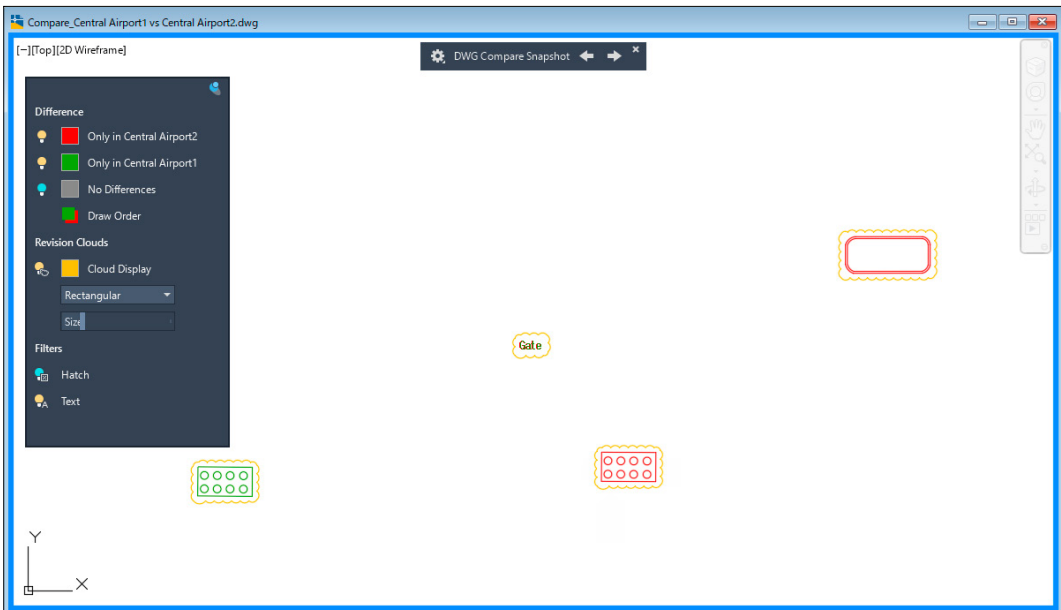 Compare_Central Airport1 vs Central Airport2.dwg
[−][Top][2D Wireframe]
DWG Compare Snapshot
Difference
Only in Central Airport2
Only in Central Airport1
No Differences
Draw Order
Revision Clouds
Cloud Display
Rectangular
Size
Filters
Hatch
A Text
Gate
Y
X